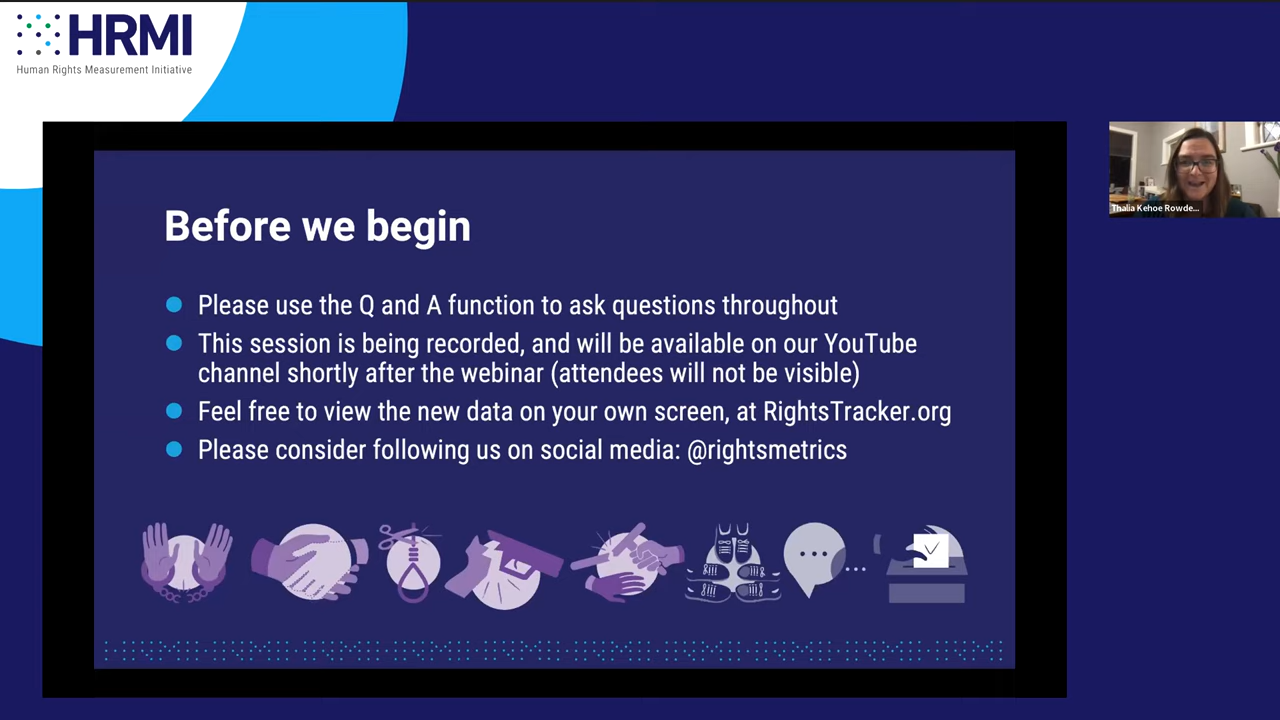 HRMI
Human Rights Measurement Initiative
Thalia Kehoe Rowde...
Before we begin
Please use the Q and A function to ask questions throughout
This session is being recorded, and will be available on our YouTube
channel shortly after the webinar (attendees will not be visible)
Feel free to view the new data on your own screen, at RightsTracker.org
Please consider following us on social media: @rightsmetrics